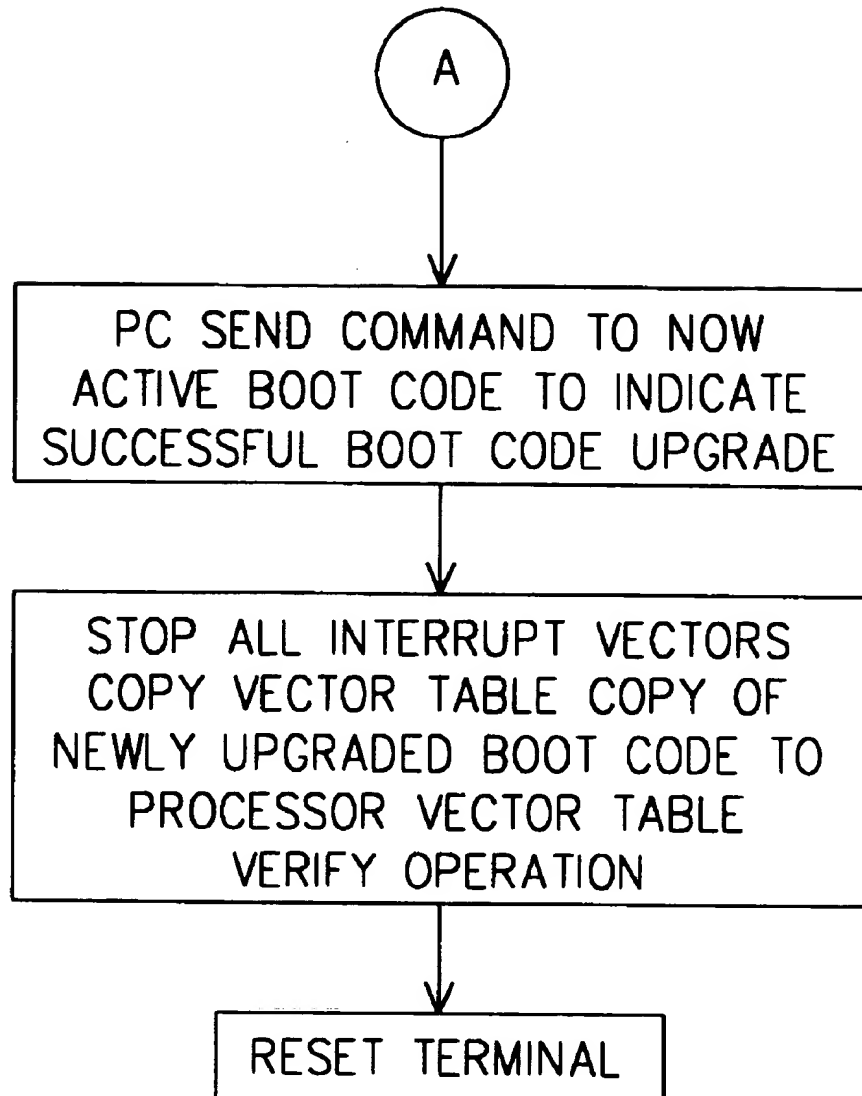 A
PC SEND COMMAND TO NOW
ACTIVE BOOT CODE TO INDICATE
SUCCESSFUL BOOT CODE UPGRADE
STOP ALL INTERRUPT VECTORS
COPY VECTOR TABLE COPY OF
NEWLY UPGRADED BOOT CODE TO
PROCESSOR VECTOR TABLE
VERIFY OPERATION
RESET TERMINAL